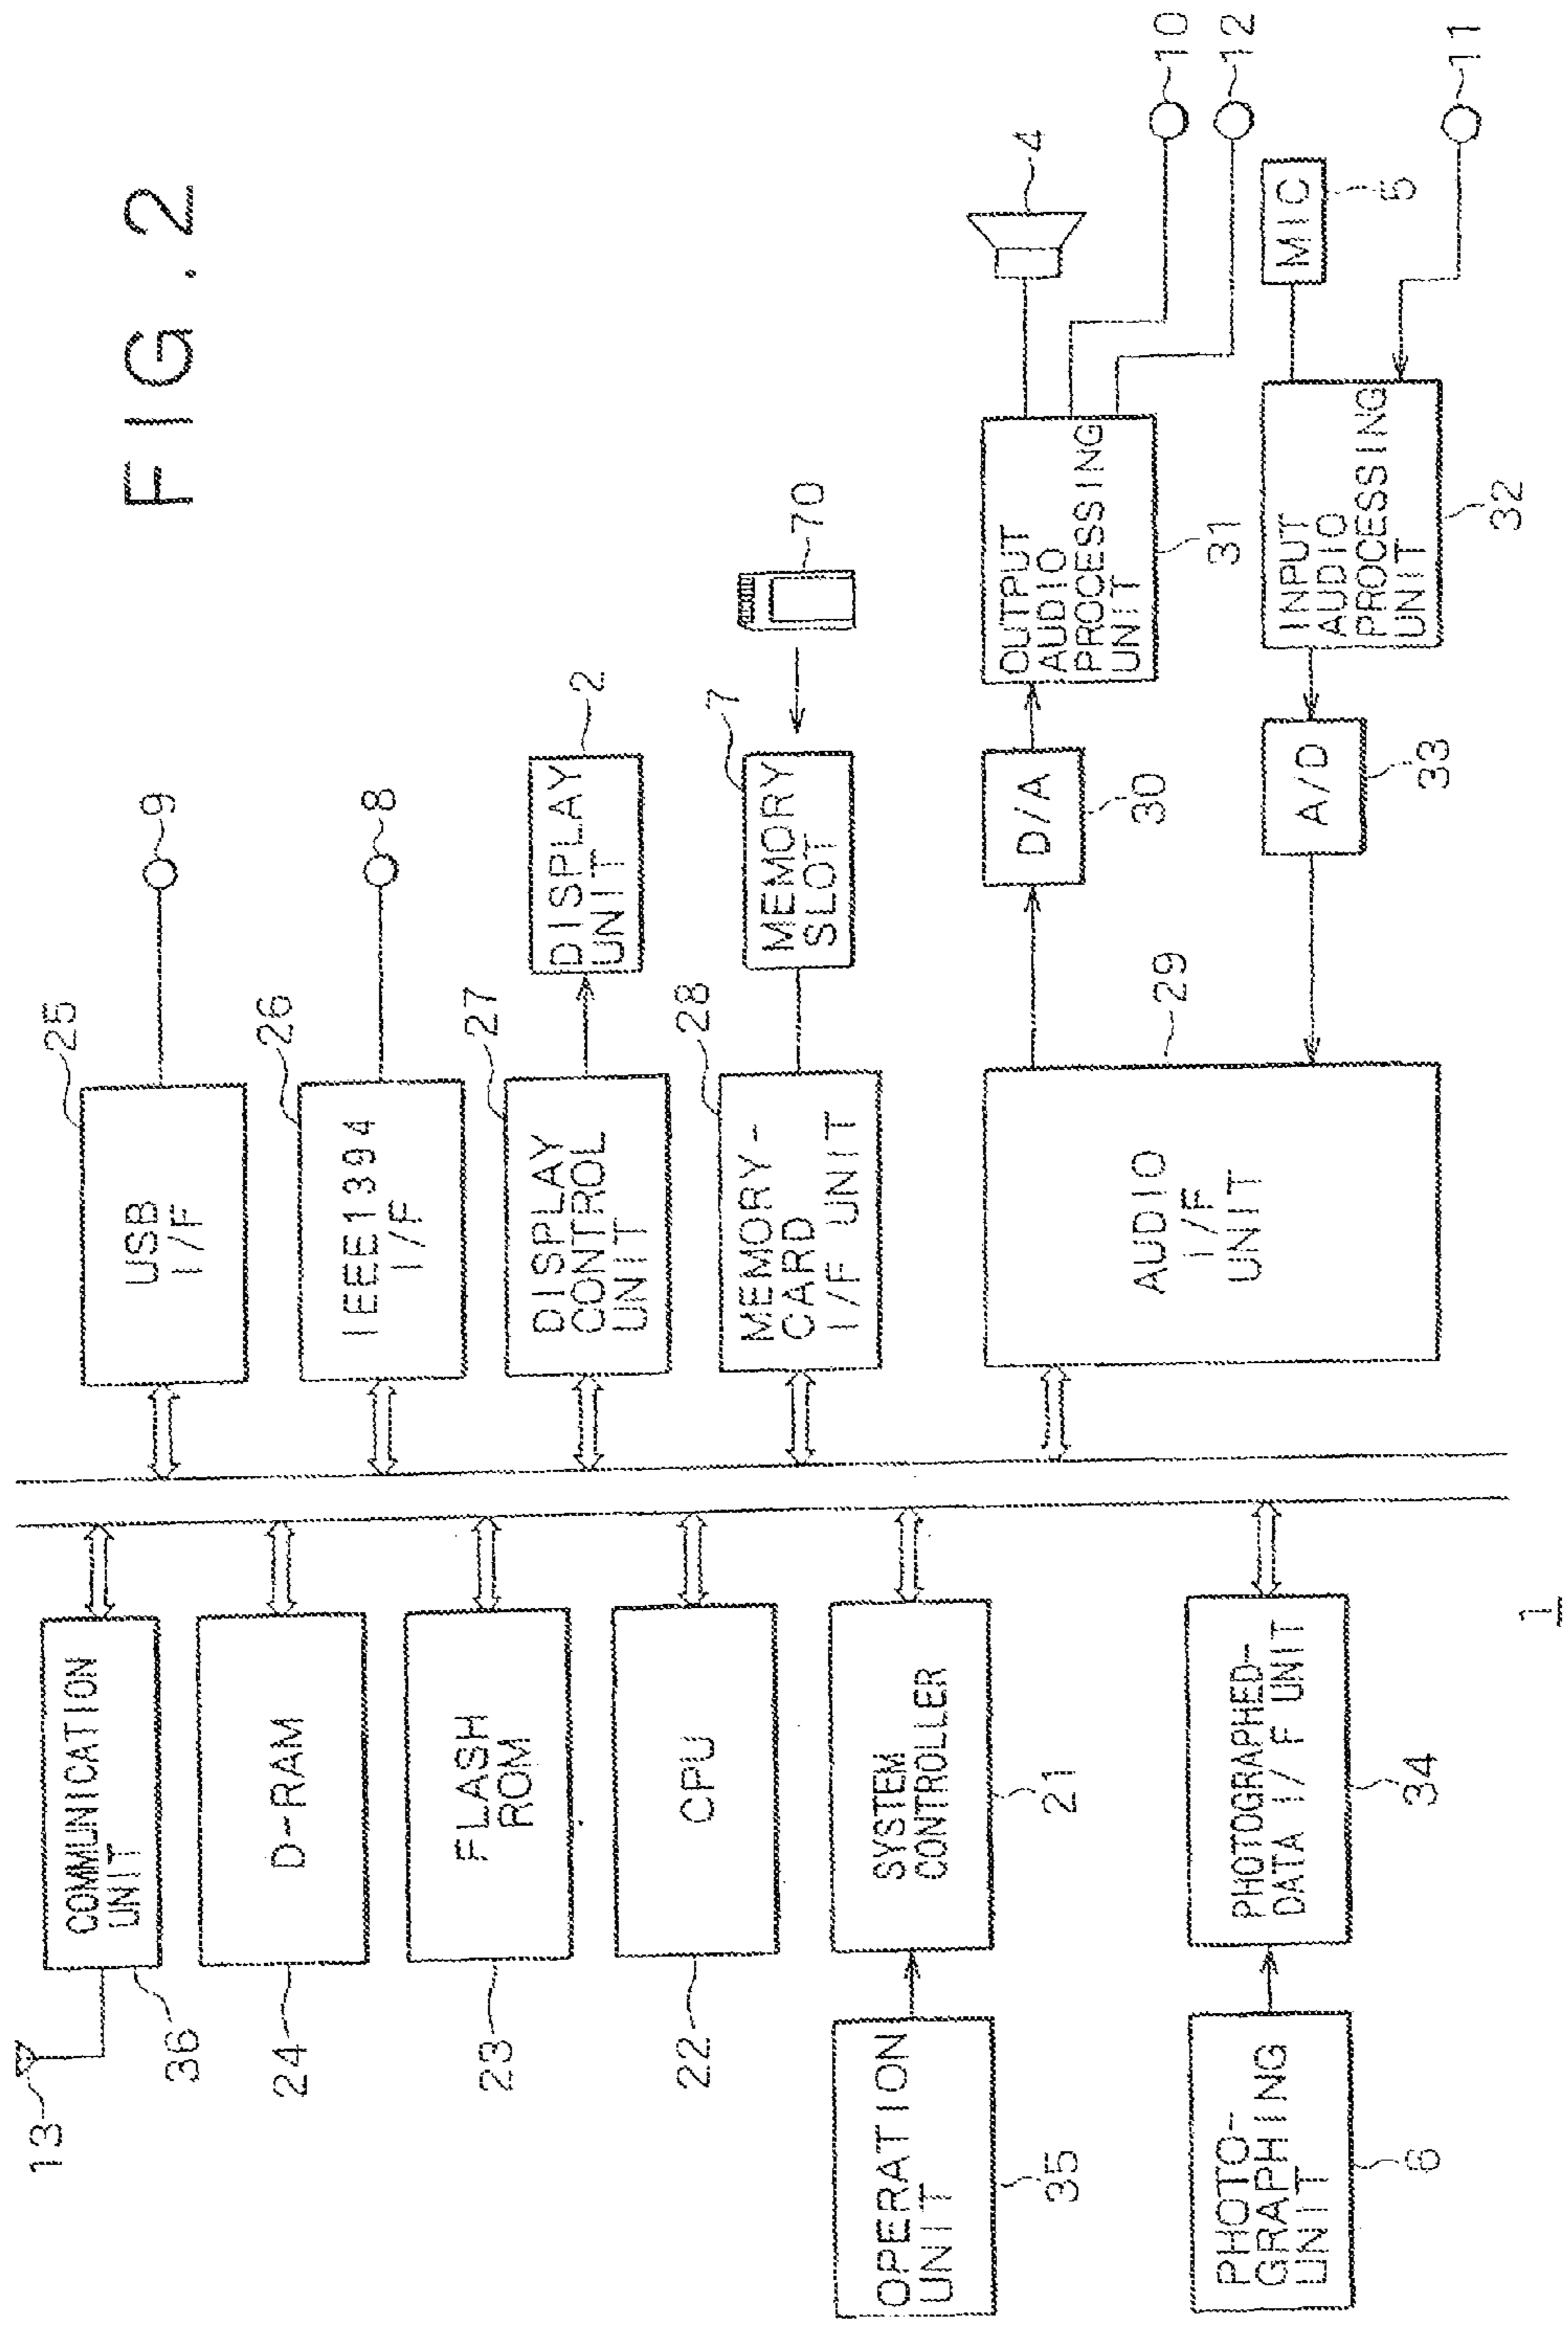 FIG.2
13
36
COMMUNICATION
UNIT
24
D-RAM
23
FLASH
ROM
22
CPU
OPERATION
UNIT
35
SYSTEM
CONTROLLER
21
PHOTO-
GRAPHING
UNIT
6
PHOTOGRAPHED-
DATA I/F UNIT
34
1
25
USB
I/F
9
26
IEEE1394
I/F
8
27
DISPLAY
CONTROL
UNIT
DISPLAY
UNIT
2
28
MEMORY-
CARD
I/F UNIT
7
MEMORY
SLOT
70
AUDIO
I/F
UNIT
29
D/A
30
OUTPUT
AUDIO
PROCESSING
UNIT
31
4
10
12
A/D
33
INPUT
AUDIO
PROCESSING
UNIT
32
MIC
5
11